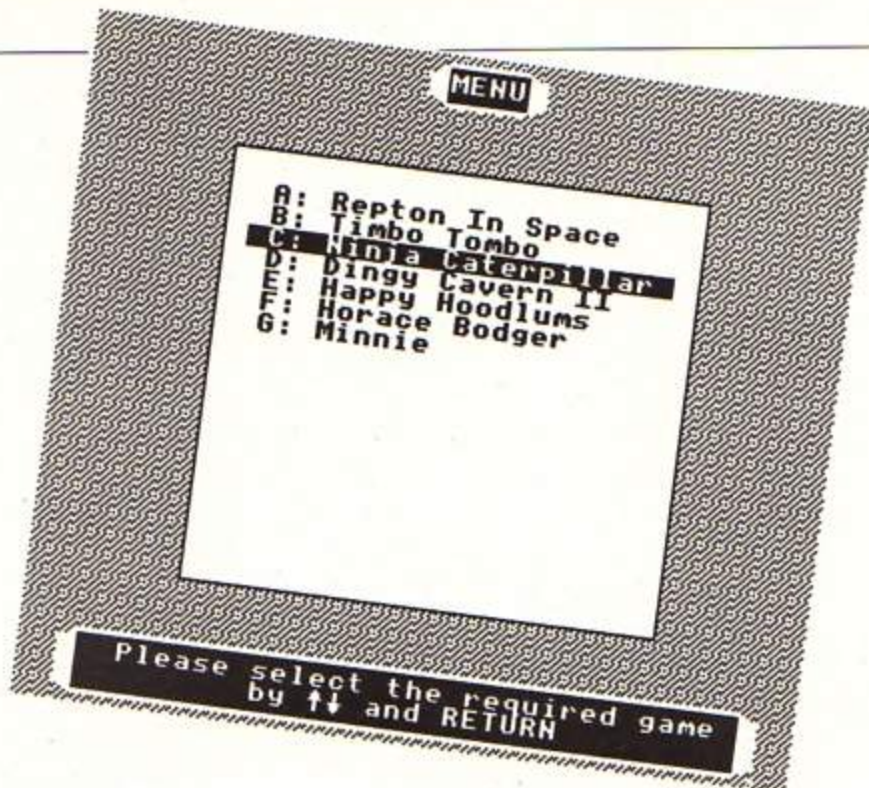 MENU
A: Repton In Space
B: Timbo Tombo
C: Ninja Caterpillar
D: Dingy Cavern II
E: Happy Hoodlums
F: Horace Bodger
G: Minnie
Please select the required game
by ↑↓ and RETURN